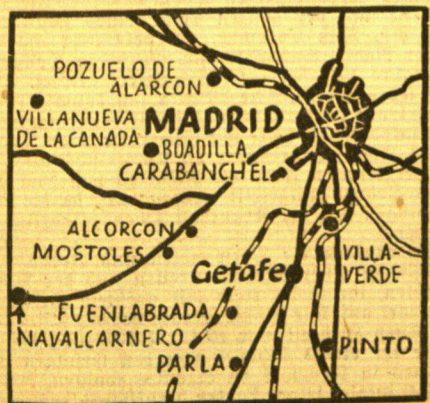 POZUELO DE
ALARCON
VILLANUEVA
DE LA CANADA
MADRID
BOADILLA
CARABANCHEL
ALCORCON
MOSTOLES
Getafe
VILLA-
VERDE
FUENLABRADA
NAVALCARNERO
PARLA
PINTO